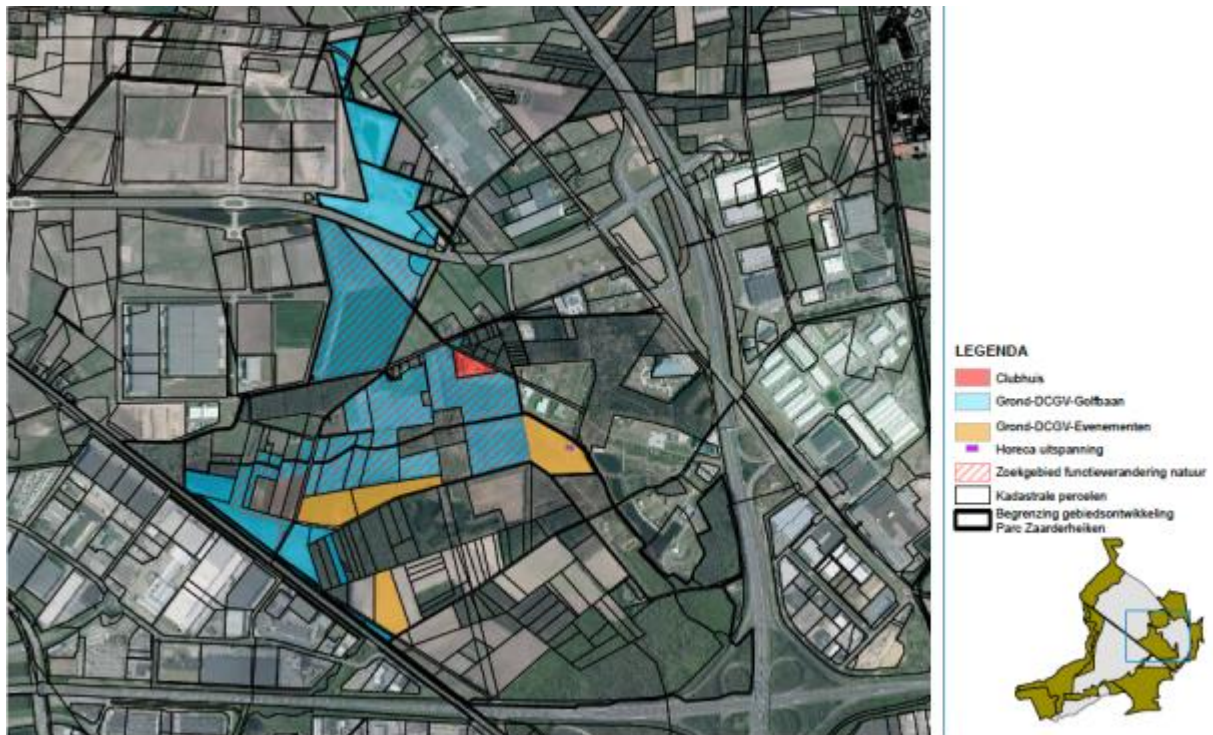 LEGENDA
Clubhuis
Grond-DCGV-Golfbaan
Grond-DCGV-Evenementen
Horeca uitspanning
Zoekgebied functieverandering natuur
Kadastrale percelen
Begrenzing gebiedsontwikkeling
Parc Zaarderheiken